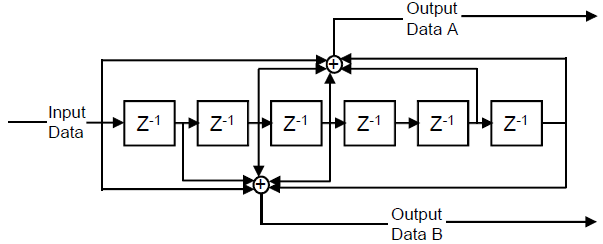 Output
Data A
Input
Data
Z-1
Z-1
Z-1
Z-1
Z-1
Z-1
Output
Data B